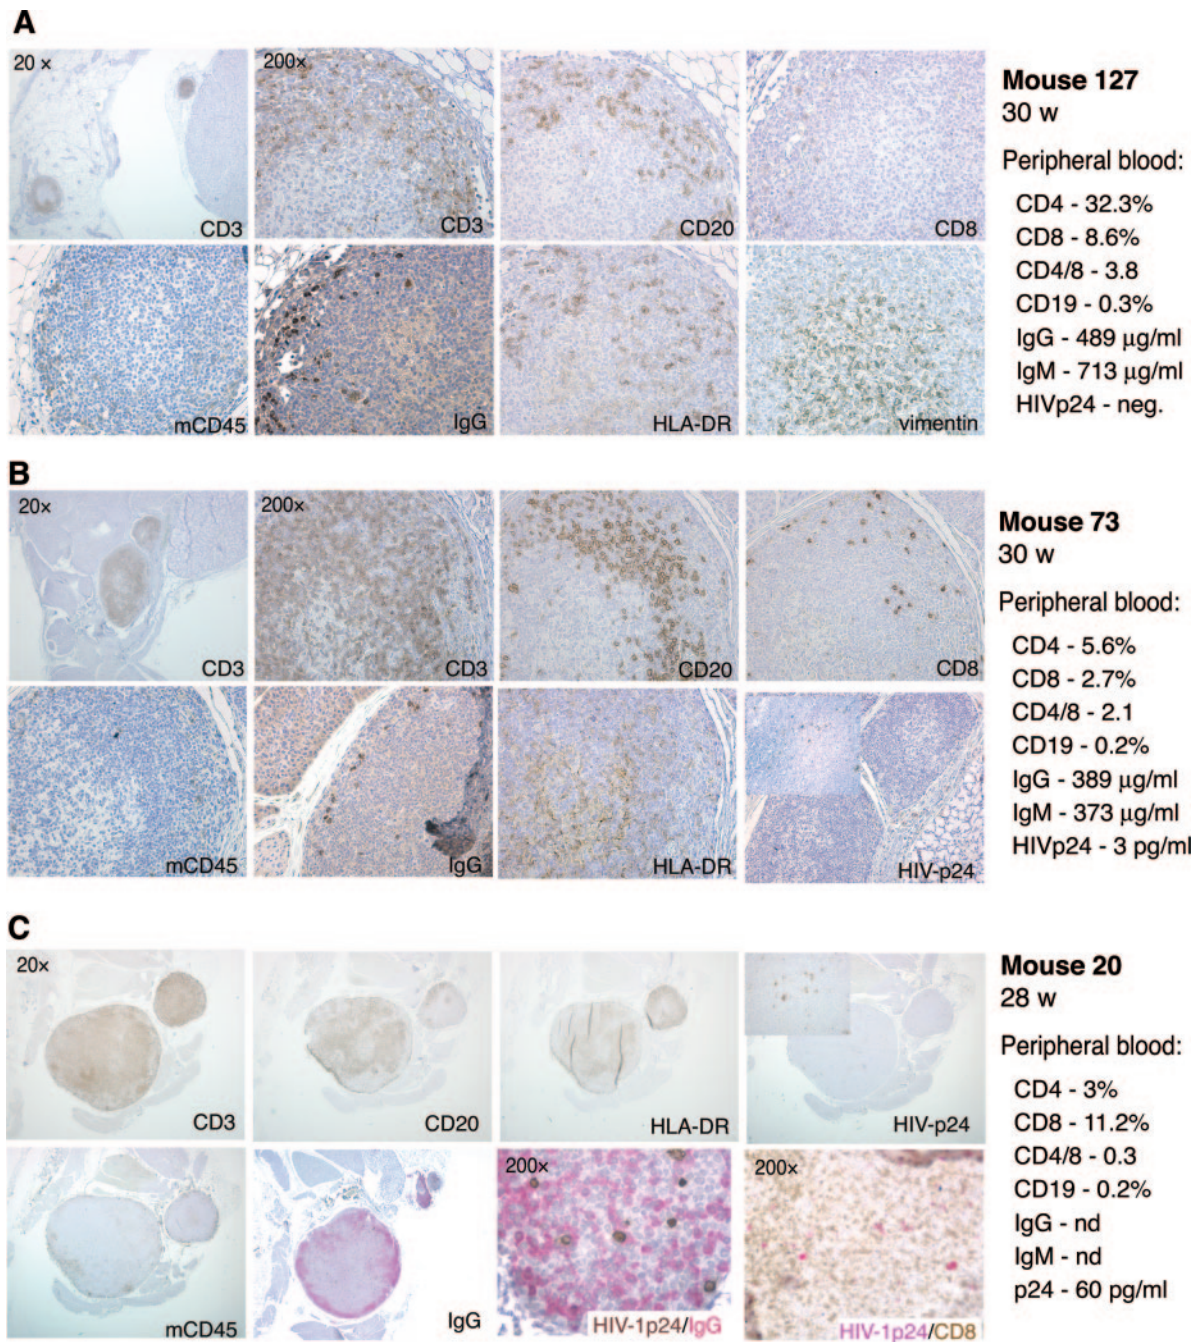 A
20 ×
CD3
200×
CD3
CD20
CD8
mCD45
IgG
HLA-DR
vimentin
Mouse 127
30 w
Peripheral blood:
CD4 - 32.3%
CD8 - 8.6%
CD4/8 - 3.8
CD19 - 0.3%
IgG - 489 µg/ml
IgM - 713 µg/ml
HIVp24 - neg.
B
20×
CD3
200×
CD3
CD20
CD8
mCD45
IgG
HLA-DR
HIV-p24
Mouse 73
30 w
Peripheral blood:
CD4 - 5.6%
CD8 - 2.7%
CD4/8 - 2.1
CD19 - 0.2%
IgG - 389 µg/ml
IgM - 373 µg/ml
HIVp24 - 3 pg/ml
C
20×
CD3
CD20
HLA-DR
HIV-p24
mCD45
IgG
200×
HIV-1p24/IgG
200×
HIV-1p24/CD8
Mouse 20
28 w
Peripheral blood:
CD4 - 3%
CD8 - 11.2%
CD4/8 - 0.3
CD19 - 0.2%
IgG - nd
IgM - nd
p24 - 60 pg/ml